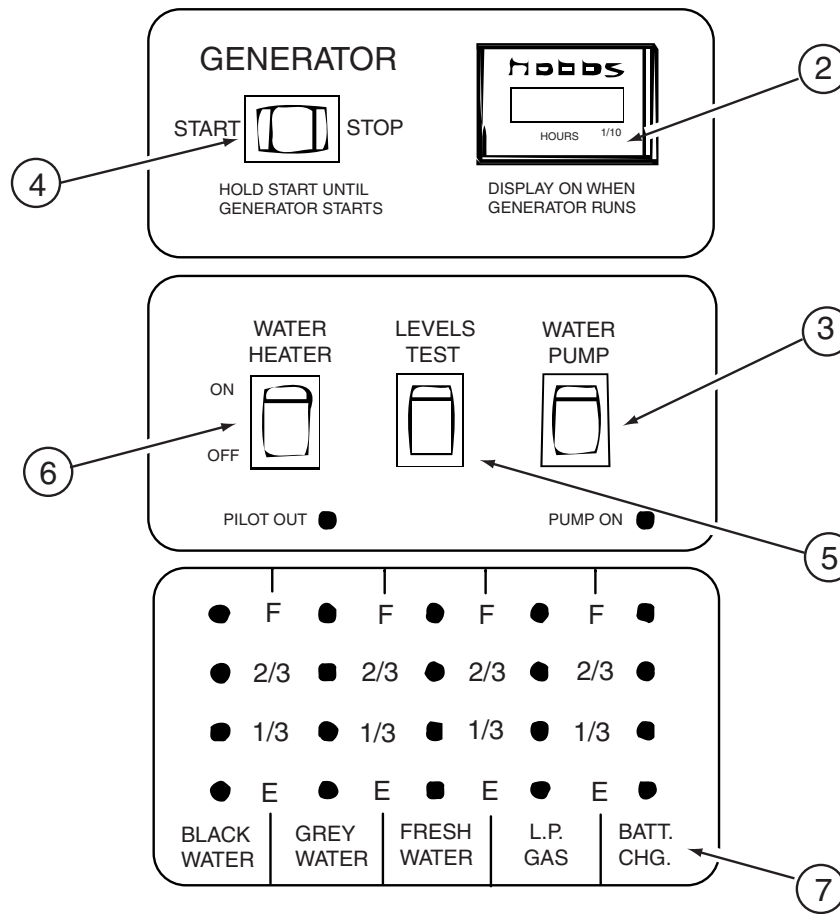 GENERATOR
hobbs
2
START
STOP
HOURS 1/10
4
HOLD START UNTIL
GENERATOR STARTS
DISPLAY ON WHEN
GENERATOR RUNS
WATER
HEATER
LEVELS
TEST
WATER
PUMP
3
ON
OFF
6
PILOT OUT
PUMP ON
5
F F F F
2/3 2/3 2/3 2/3
1/3 1/3 1/3 1/3
E E E E
BLACK
WATER
GREY
WATER
FRESH
WATER
L.P.
GAS
BATT.
CHG.
7